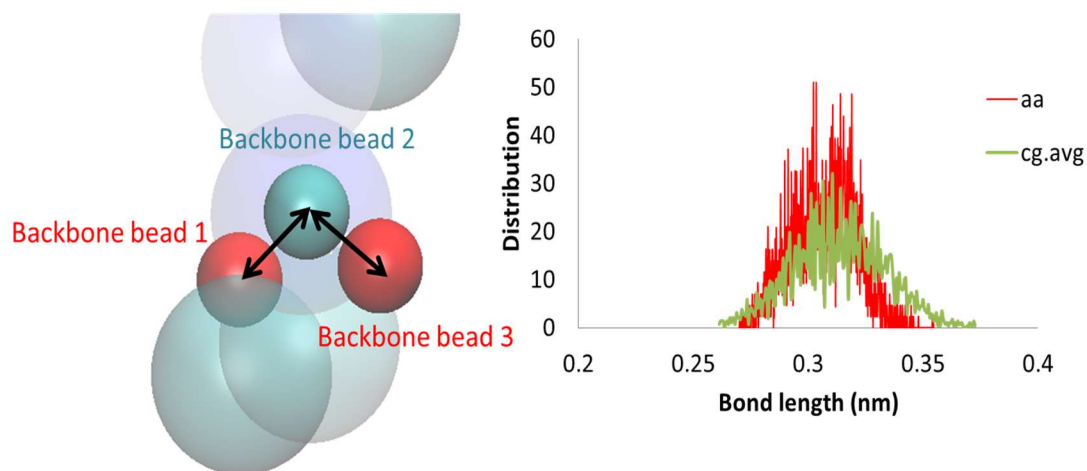 Backbone bead 2
Backbone bead 1
Backbone bead 3
60
50
40
30
20
10
0
Distribution
0.2
0.25
0.3
0.35
0.4
Bond length (nm)
aa
cg.avg